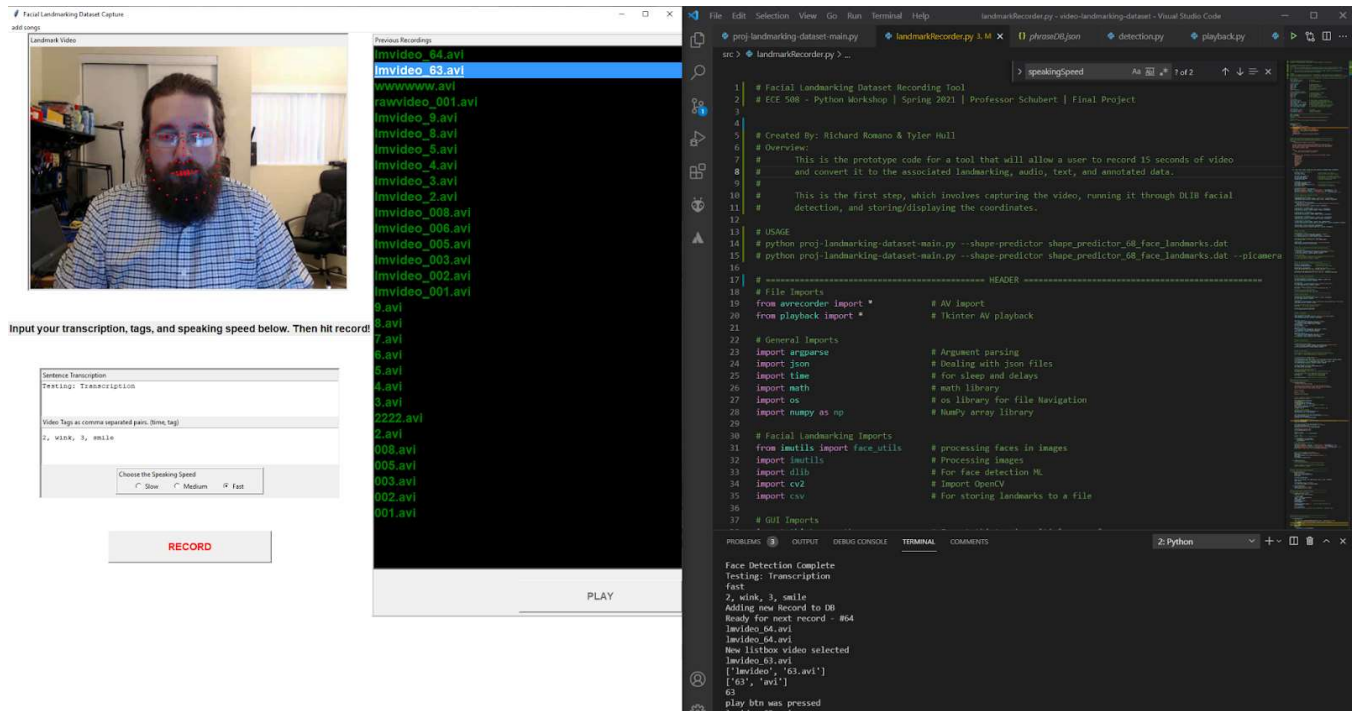 Facial Landmarking Dataset Capture
add songs
Landmark Video
Input your transcription, tags, and speaking speed below. Then hit record!
Sentence Transcription
Testing: Transcription
Video Tags as comma separated pairs. (time, tag)
2, wink, 3, smile
Choose the Speaking Speed
Slow Medium Fast
RECORD
Previous Recordings
lmvideo_64.avi
lmvideo_63.avi
wwwwww.avi
rawvideo_001.avi
lmvideo_9.avi
lmvideo_8.avi
lmvideo_5.avi
lmvideo_4.avi
lmvideo_3.avi
lmvideo_2.avi
lmvideo_008.avi
lmvideo_006.avi
lmvideo_005.avi
lmvideo_003.avi
lmvideo_002.avi
lmvideo_001.avi
9.avi
8.avi
7.avi
6.avi
5.avi
4.avi
3.avi
2222.avi
2.avi
008.avi
005.avi
003.avi
002.avi
001.avi
PLAY
File Edit Selection View Go Run Terminal Help landmarkRecorder.py - video-landmarking-dataset - Visual Studio Code
proj-landmarking-dataset-main.py landmarkRecorder.py 3, M phraseDB.json detection.py playback.py
src > landmarkRecorder.py > ...
speakingSpeed ? of 2
1 # Facial Landmarking Dataset Recording Tool
2 # ECE 508 - Python Workshop | Spring 2021 | Professor Schubert | Final Project
3
4
5 # Created By: Richard Romano & Tyler Hull
6 # Overview:
7 # This is the prototype code for a tool that will allow a user to record 15 seconds of video
8 # and convert it to the associated landmarking, audio, text, and annotated data.
9 #
10 # This is the first step, which involves capturing the video, running it through DLIB facial
11 # detection, and storing/displaying the coordinates.
12
13 # USAGE
14 # python proj-landmarking-dataset-main.py --shape-predictor shape_predictor_68_face_landmarks.dat
15 # python proj-landmarking-dataset-main.py --shape-predictor shape_predictor_68_face_landmarks.dat --picamera
16
17 # ============================================ HEADER ================================================
18 # File Imports
19 from avrecorder import * # AV import
20 from playback import * # Tkinter AV playback
21
22 # General Imports
23 import argparse # Argument parsing
24 import json # Dealing with json files
25 import time # for sleep and delays
26 import math # math library
27 import os # os library for file Navigation
28 import numpy as np # NumPy array library
29
30 # Facial Landmarking Imports
31 from imutils import face_utils # processing faces in images
32 import imutils # Processing images
33 import dlib # For face detection ML
34 import cv2 # Import OpenCV
35 import csv # For storing landmarks to a file
36
37 # GUI Imports
PROBLEMS 3 OUTPUT DEBUG CONSOLE TERMINAL COMMENTS 2: Python
Face Detection Complete
Testing: Transcription
fast
2, wink, 3, smile
Adding new Record to DB
Ready for next record - #64
lmvideo_64.avi
lmvideo_64.avi
New listbox video selected
lmvideo_63.avi
['lmvideo', '63.avi']
['63', 'avi']
63
play btn was pressed